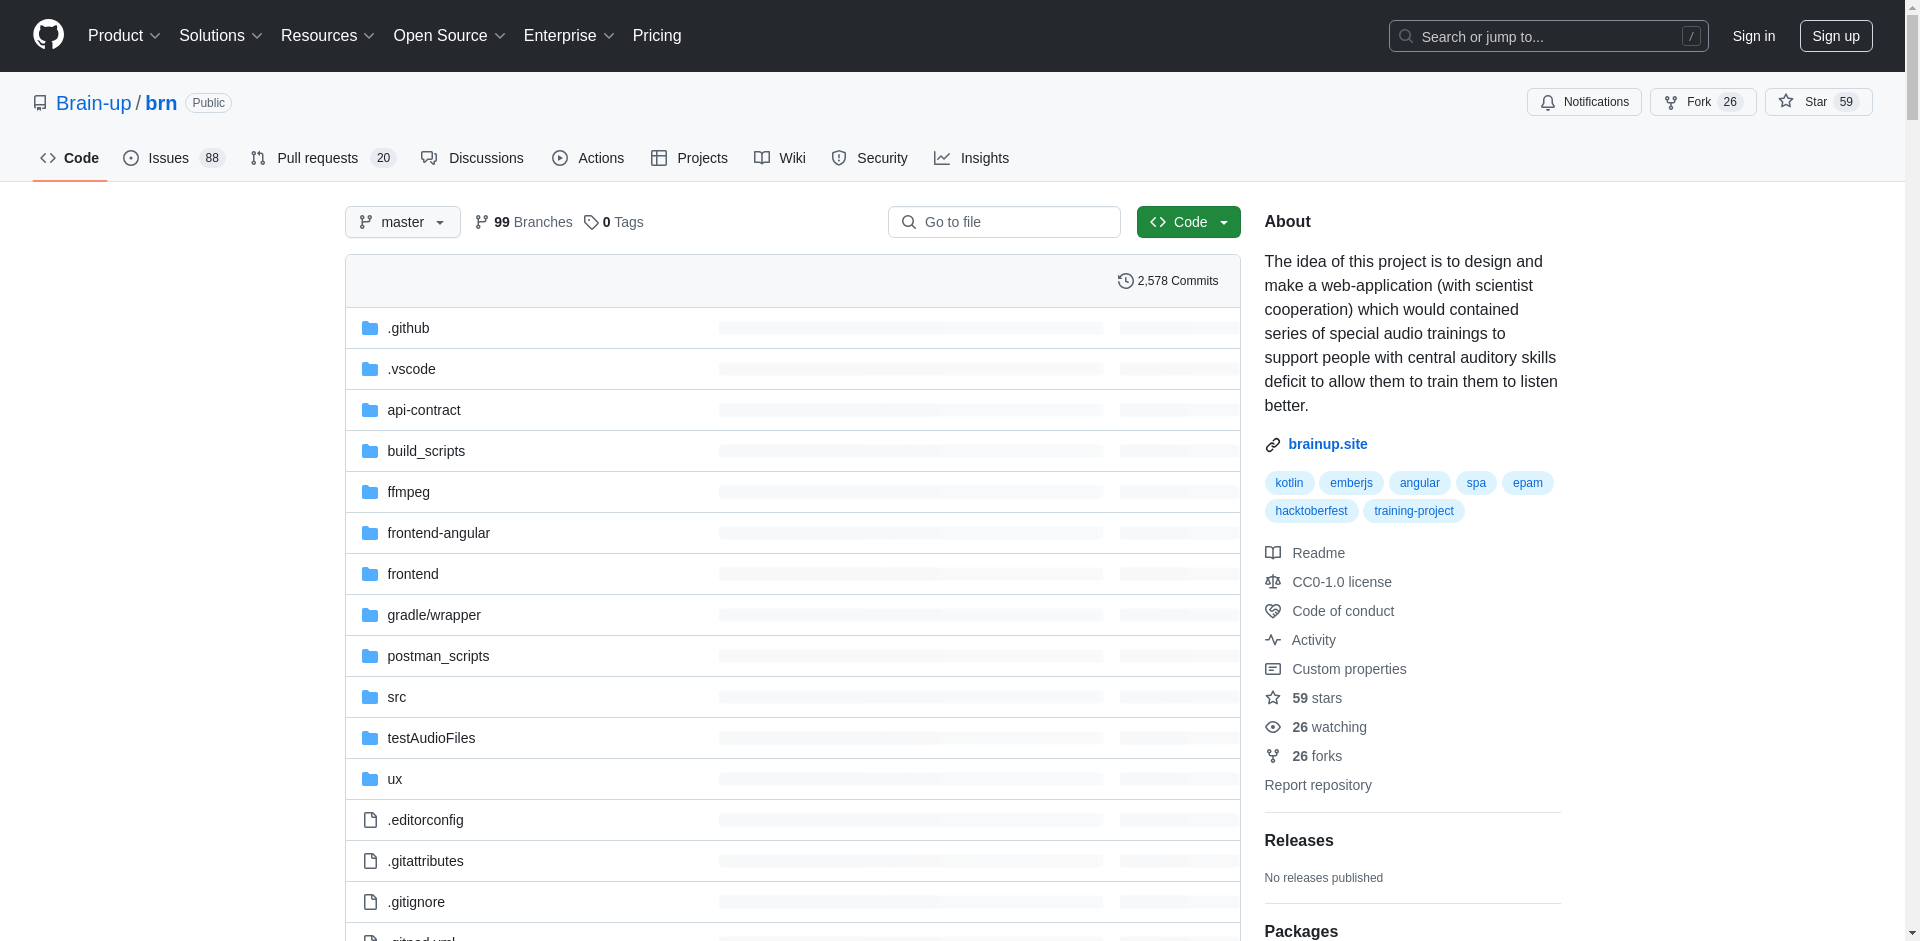 Product Solutions Resources Open Source Enterprise Pricing Search or jump to... / Sign in Sign up
Brain-up / brn Public Notifications Fork 26 Star 59
Code Issues 88 Pull requests 20 Discussions Actions Projects Wiki Security Insights
master 99 Branches 0 Tags Go to file Code
2,578 Commits
.github
.vscode
api-contract
build_scripts
ffmpeg
frontend-angular
frontend
gradle/wrapper
postman_scripts
src
testAudioFiles
ux
.editorconfig
.gitattributes
.gitignore
.gitpod.yml
About
The idea of this project is to design and
make a web-application (with scientist
cooperation) which would contained
series of special audio trainings to
support people with central auditory skills
deficit to allow them to train them to listen
better.
brainup.site
kotlin emberjs angular spa epam
hacktoberfest training-project
Readme
CC0-1.0 license
Code of conduct
Activity
Custom properties
59 stars
26 watching
26 forks
Report repository
Releases
No releases published
Packages